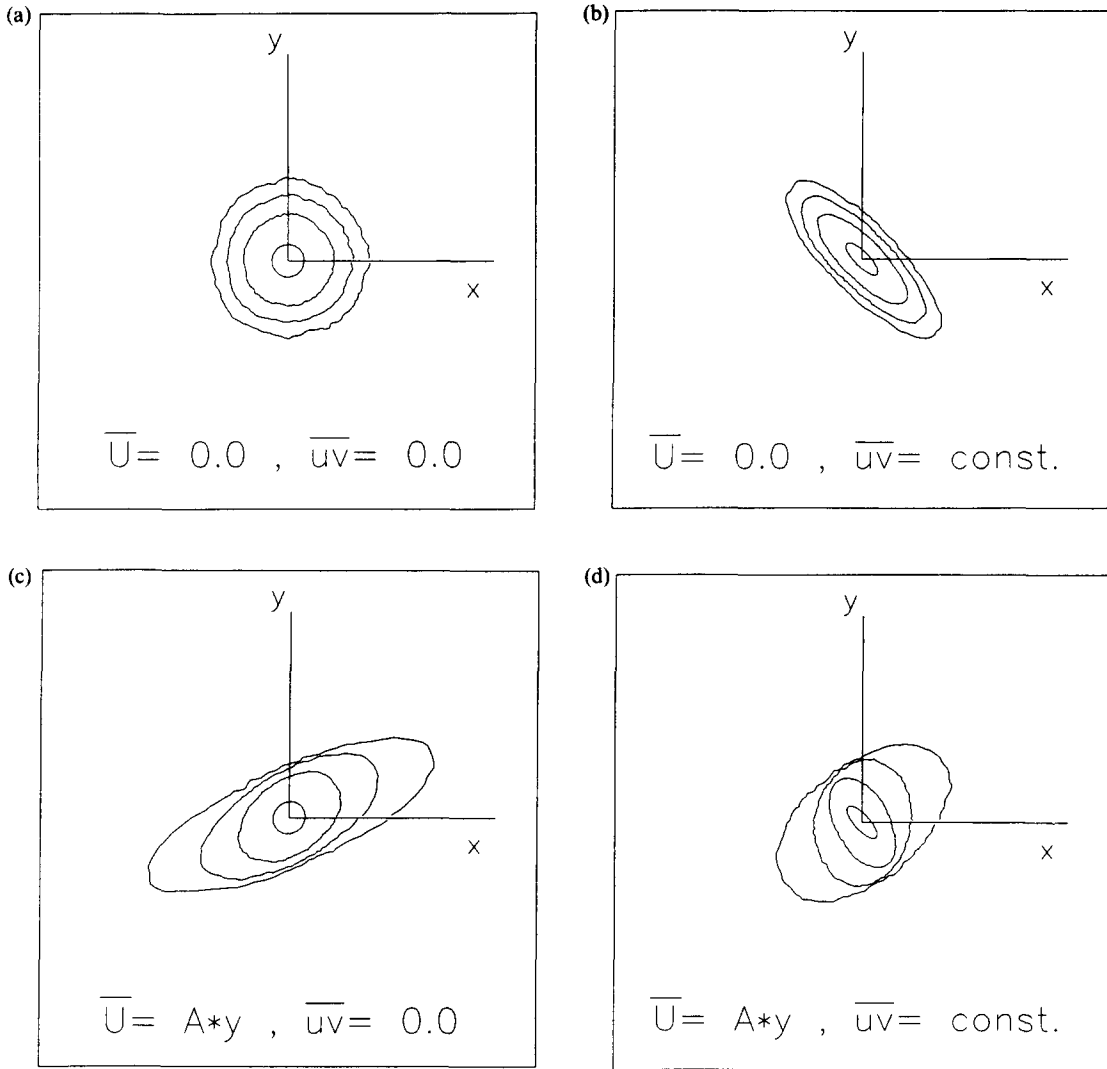 (a)
y
x
U̅= 0.0 , u̅v̅= 0.0
(b)
y
x
U̅= 0.0 , u̅v̅= const.
(c)
y
x
U̅= A*y , u̅v̅= 0.0
(d)
y
x
U̅= A*y , u̅v̅= const.